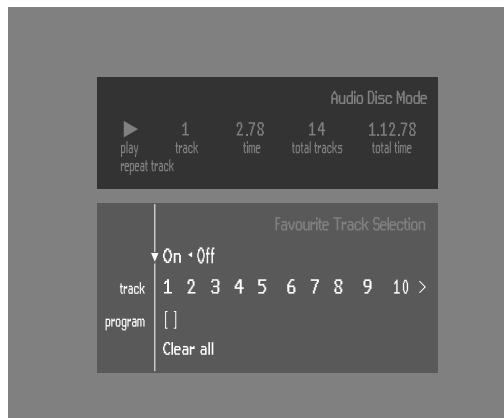 Audio Disc Mode
1 2.78 14 1.12.78
play track time total tracks total time
repeat track
Favourite Track Selection
On Off
track 1 2 3 4 5 6 7 8 9 10 >
program [ ]
Clear all